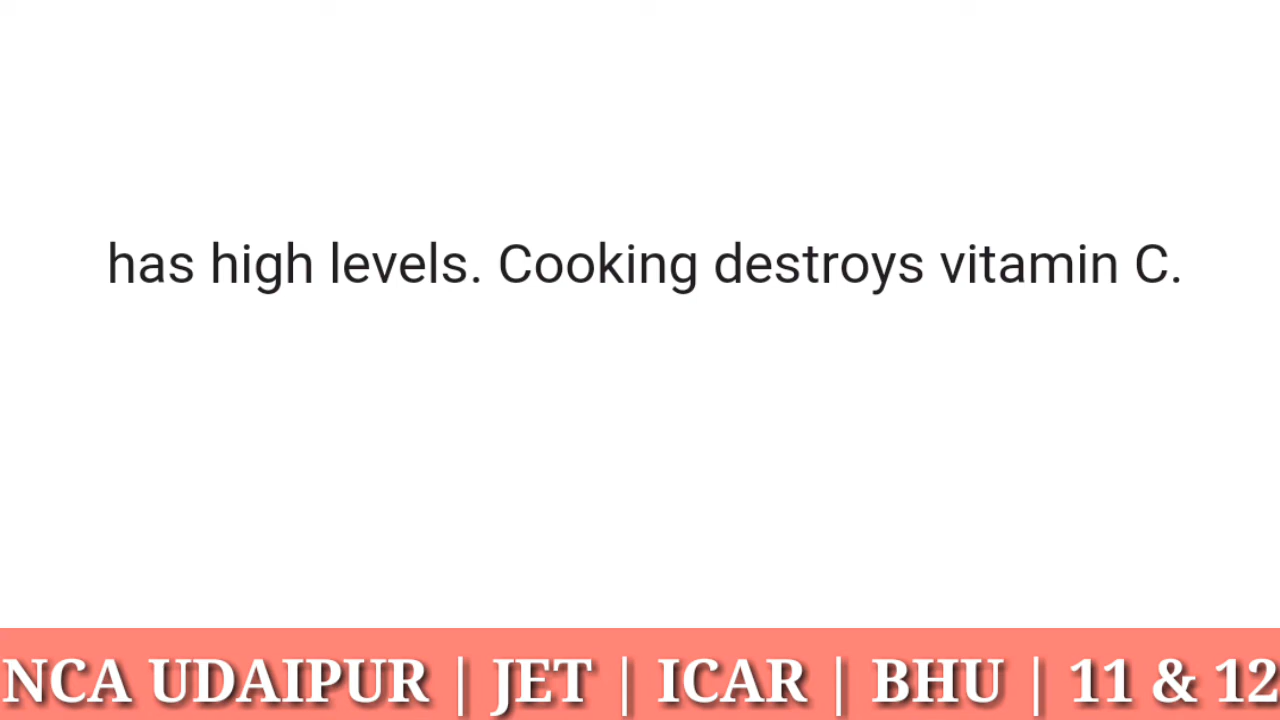 has high levels. Cooking destroys vitamin C.
NCA UDAIPUR | JET | ICAR | BHU | 11 & 12